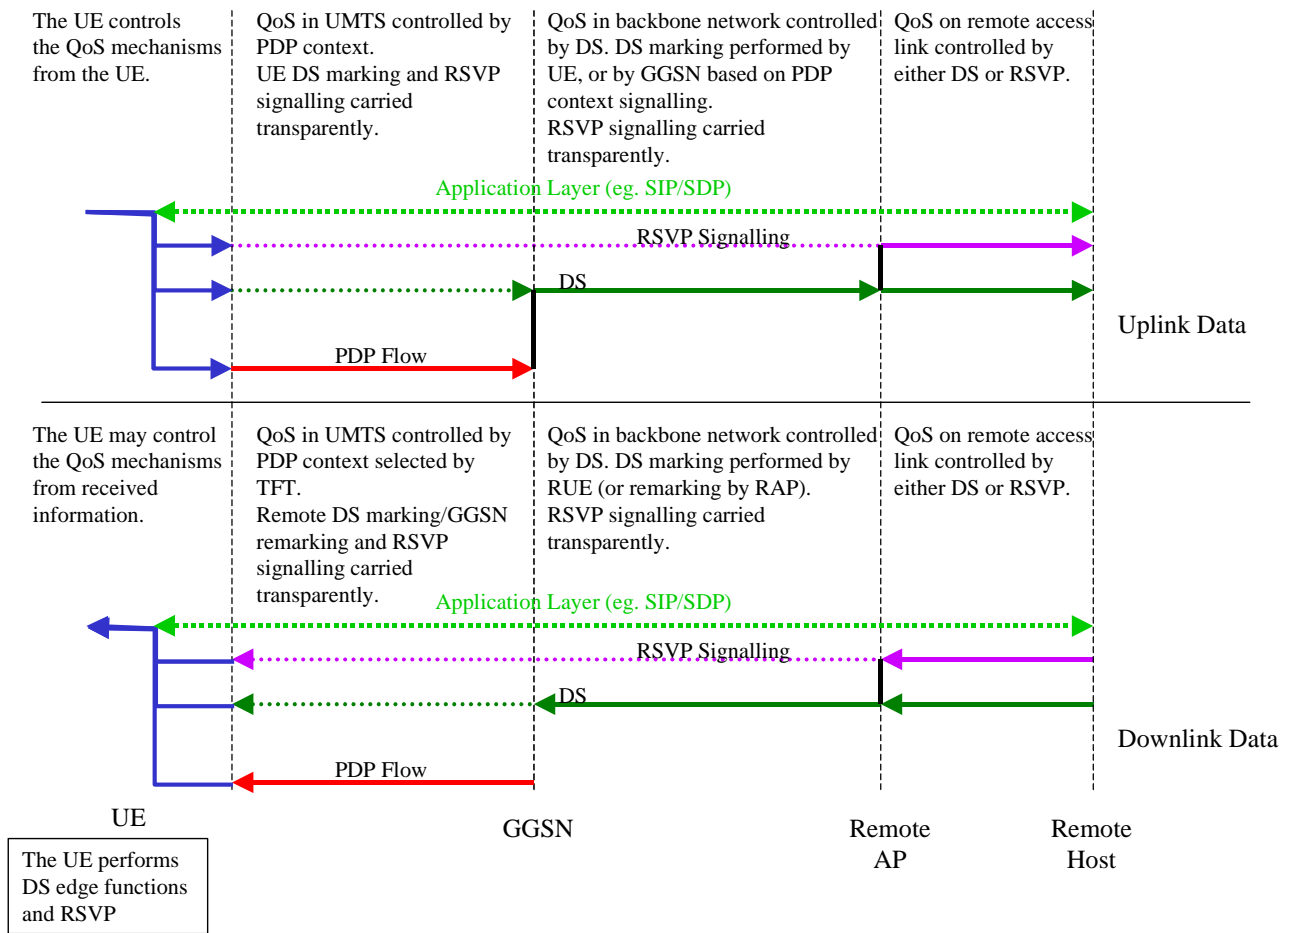 The UE controls
the QoS mechanisms
from the UE.
QoS in UMTS controlled by
PDP context.
UE DS marking and RSVP
signalling carried
transparently.
QoS in backbone network controlled
by DS. DS marking performed by
UE, or by GGSN based on PDP
context signalling.
RSVP signalling carried
transparently.
QoS on remote access
link controlled by
either DS or RSVP.
Application Layer (eg. SIP/SDP)
RSVP Signalling
DS
PDP Flow
Uplink Data
The UE may control
the QoS mechanisms
from received
information.
QoS in UMTS controlled by
PDP context selected by
TFT.
Remote DS marking/GGSN
remarking and RSVP
signalling carried
transparently.
QoS in backbone network controlled
by DS. DS marking performed by
RUE (or remarking by RAP).
RSVP signalling carried
transparently.
QoS on remote access
link controlled by
either DS or RSVP.
Application Layer (eg. SIP/SDP)
RSVP Signalling
DS
PDP Flow
Downlink Data
UE
GGSN
Remote
AP
Remote
Host
The UE performs
DS edge functions
and RSVP